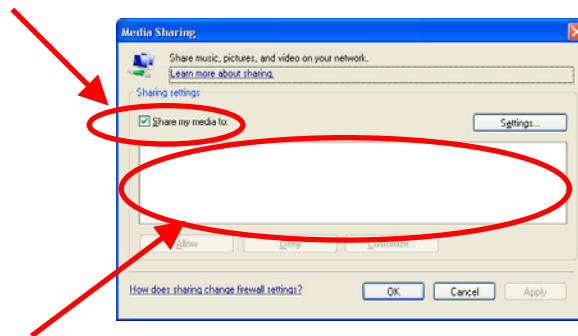 Media Sharing
Share music, pictures, and video on your network.
Learn more about sharing.
Sharing settings
Share my media to:
Settings...
Allow
Deny
Customize...
How does sharing change firewall settings?
OK
Cancel
Apply